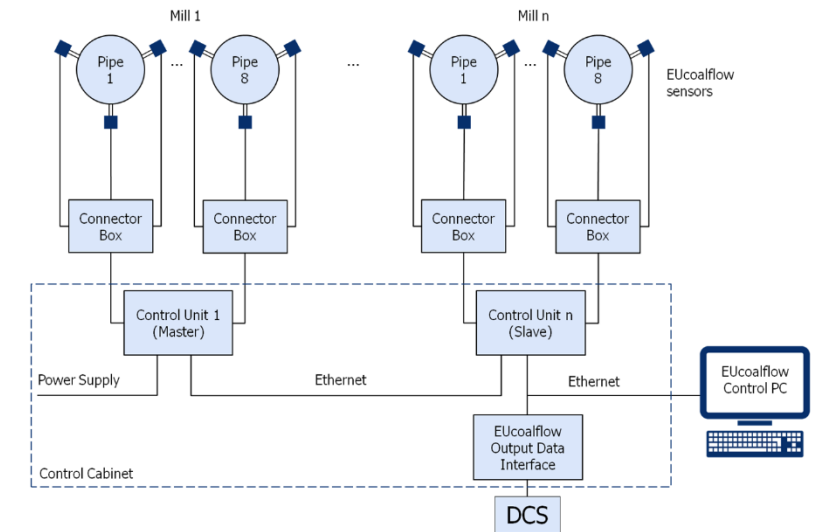 Mill 1
Mill n
Pipe
1
...
Pipe
8
...
Pipe
1
...
Pipe
8
EUcoalflow
sensors
Connector
Box
Connector
Box
Connector
Box
Connector
Box
Control Unit 1
(Master)
Control Unit n
(Slave)
Power Supply
Ethernet
Ethernet
EUcoalflow
Control PC
EUcoalflow
Output Data
Interface
Control Cabinet
DCS